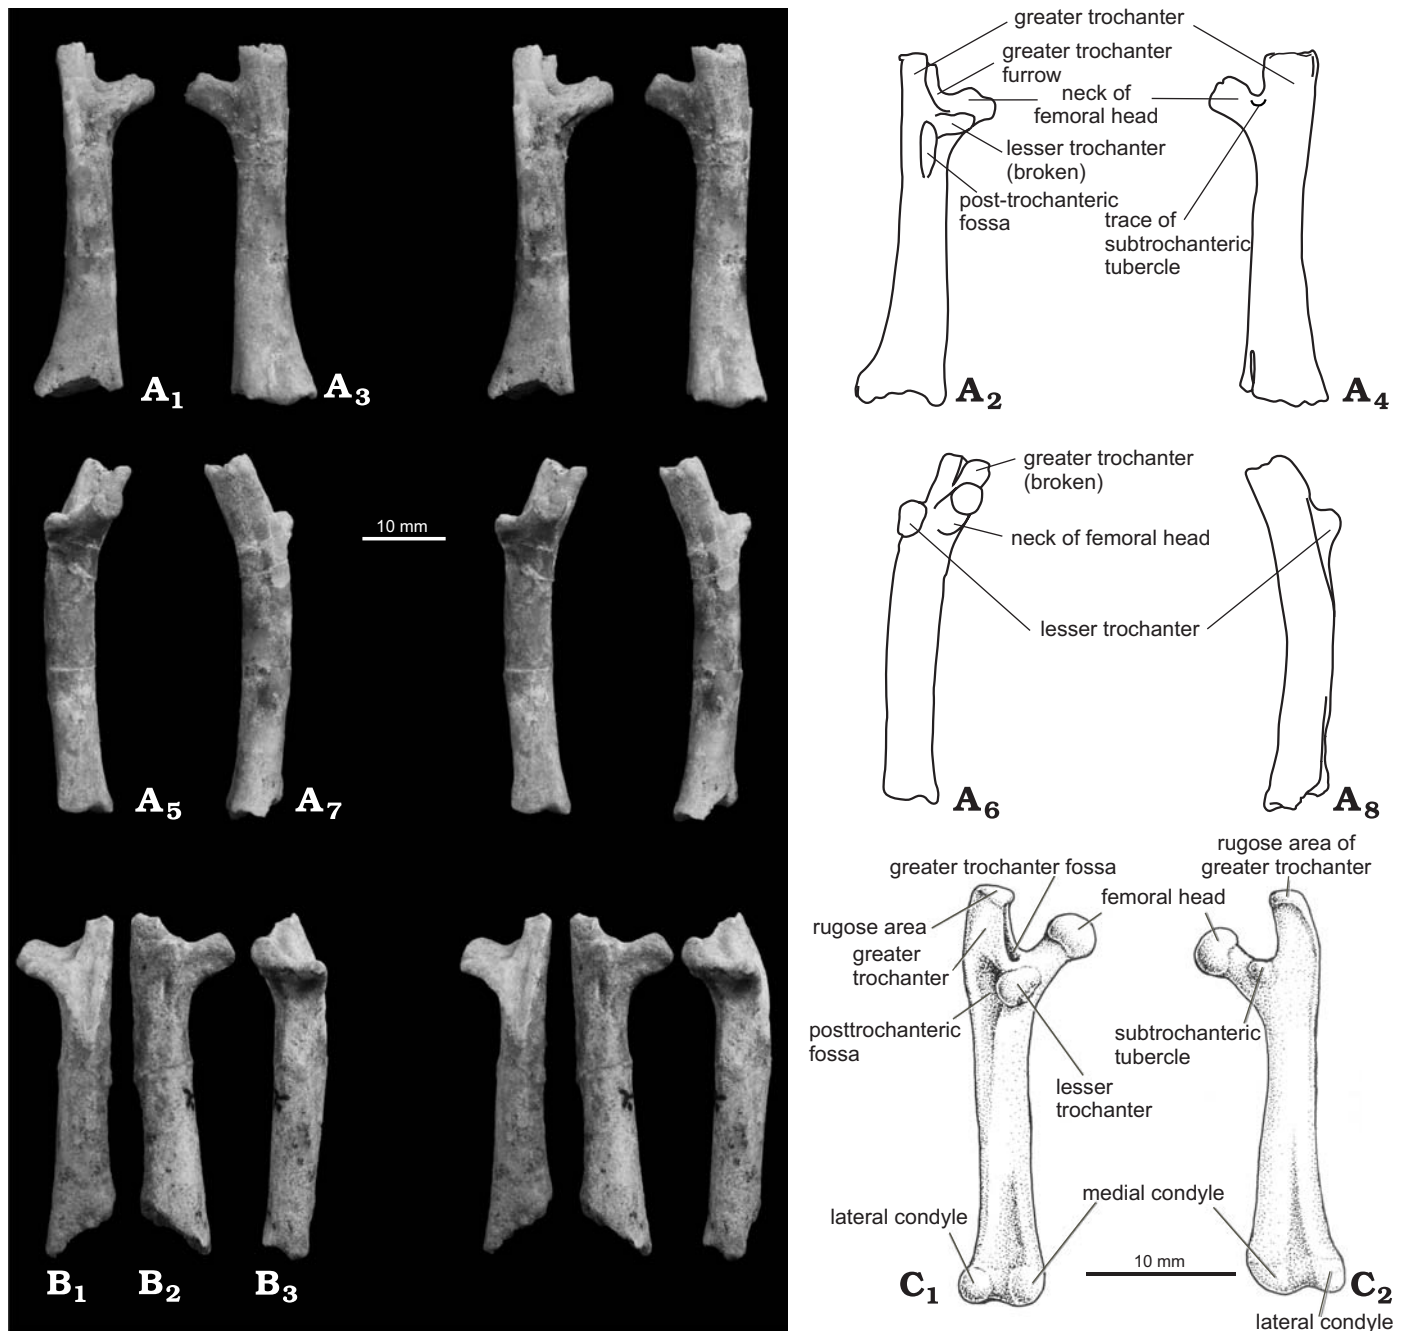 greater trochanter
greater trochanter
furrow
neck of
femoral head
lesser trochanter
(broken)
post-trochanteric
fossa
trace of
subtrochanteric
tubercle
A1
A3
A2
A4
greater trochanter
(broken)
10 mm
neck of femoral head
lesser trochanter
A5
A7
A6
A8
rugose area of
greater trochanter
greater trochanter fossa
femoral head
rugose area
greater
trochanter
posttrochanteric
fossa
subtrochanteric
tubercle
lesser
trochanter
medial condyle
lateral condyle
10 mm
B1
B2
B3
C1
C2
lateral condyle